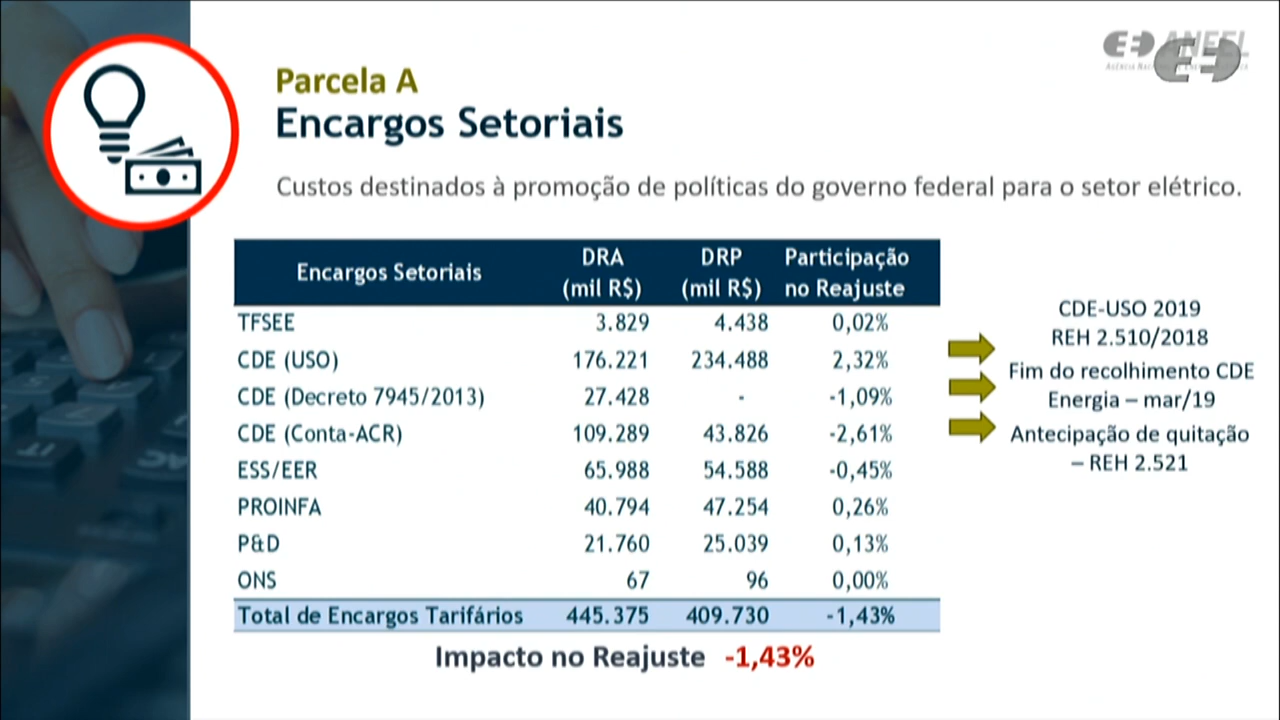 ANEEL
Parcela A
Encargos Setoriais
Custos destinados à promoção de políticas do governo federal para o setor elétrico.
Encargos Setoriais DRA (mil R$) DRP (mil R$) Participação no Reajuste
TFSEE 3.829 4.438 0,02%
CDE (USO) 176.221 234.488 2,32%
CDE (Decreto 7945/2013) 27.428 - -1,09%
CDE (Conta-ACR) 109.289 43.826 -2,61%
ESS/EER 65.988 54.588 -0,45%
PROINFA 40.794 47.254 0,26%
P&D 21.760 25.039 0,13%
ONS 67 96 0,00%
Total de Encargos Tarifários 445.375 409.730 -1,43%
Impacto no Reajuste -1,43%
CDE-USO 2019
REH 2.510/2018
Fim do recolhimento CDE
Energia – mar/19
Antecipação de quitação
– REH 2.521